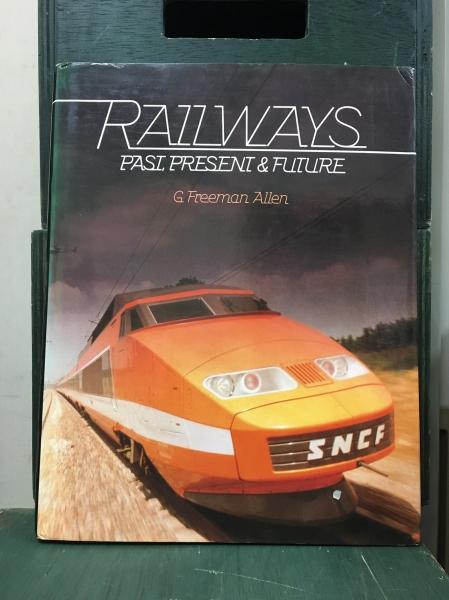 RAILWAYS
PAST, PRESENT & FUTURE
G. Freeman Allen
SNCF